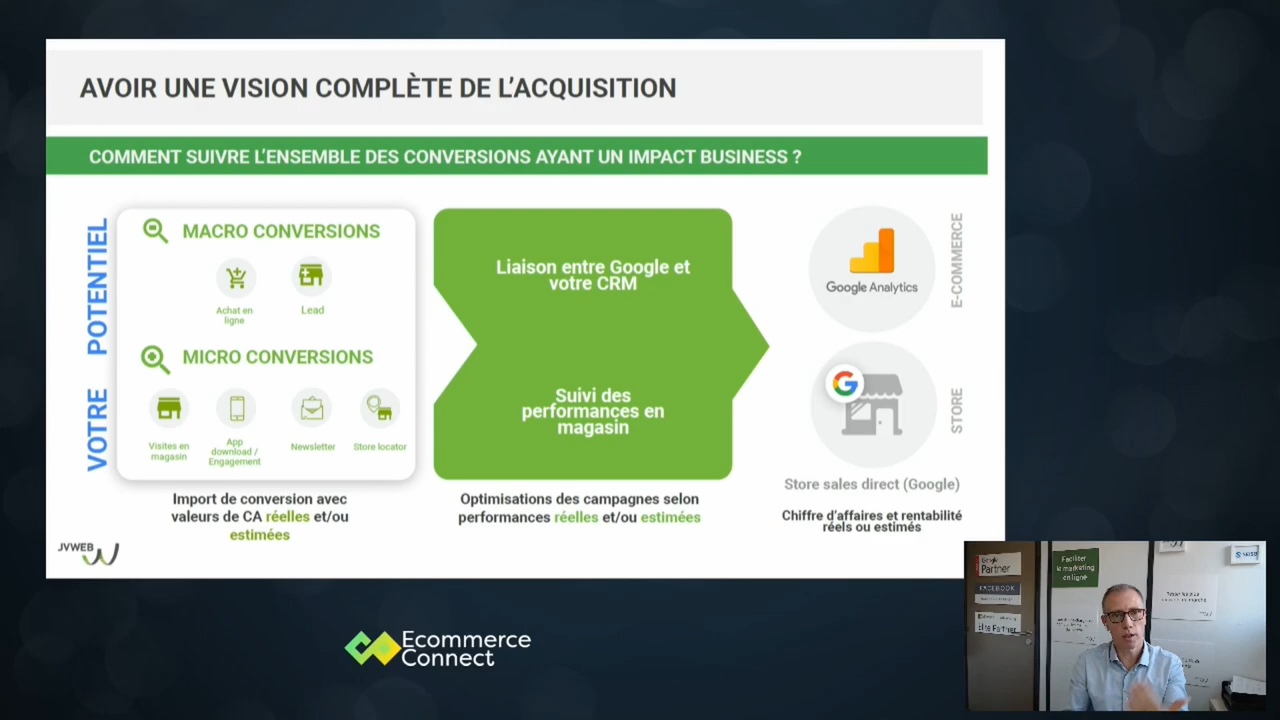 AVOIR UNE VISION COMPLÈTE DE L'ACQUISITION
COMMENT SUIVRE L'ENSEMBLE DES CONVERSIONS AYANT UN IMPACT BUSINESS ?
VOTRE POTENTIEL
MACRO CONVERSIONS
Achat en
ligne
Lead
MICRO CONVERSIONS
Visites en
magasin
App
download /
Engagement
Newsletter
Store locator
Import de conversion avec
valeurs de CA réelles et/ou
estimées
Liaison entre Google et
votre CRM
Suivi des
performances en
magasin
Optimisations des campagnes selon
performances réelles et/ou estimées
Google Analytics
E-COMMERCE
G
STORE
Store sales direct (Google)
Chiffre d'affaires et rentabilité
réels ou estimés
JVWEB
Ecommerce
Connect
Google
Partner
FACEBOOK
Elite Partner
Faciliter
le marketing
en ligne